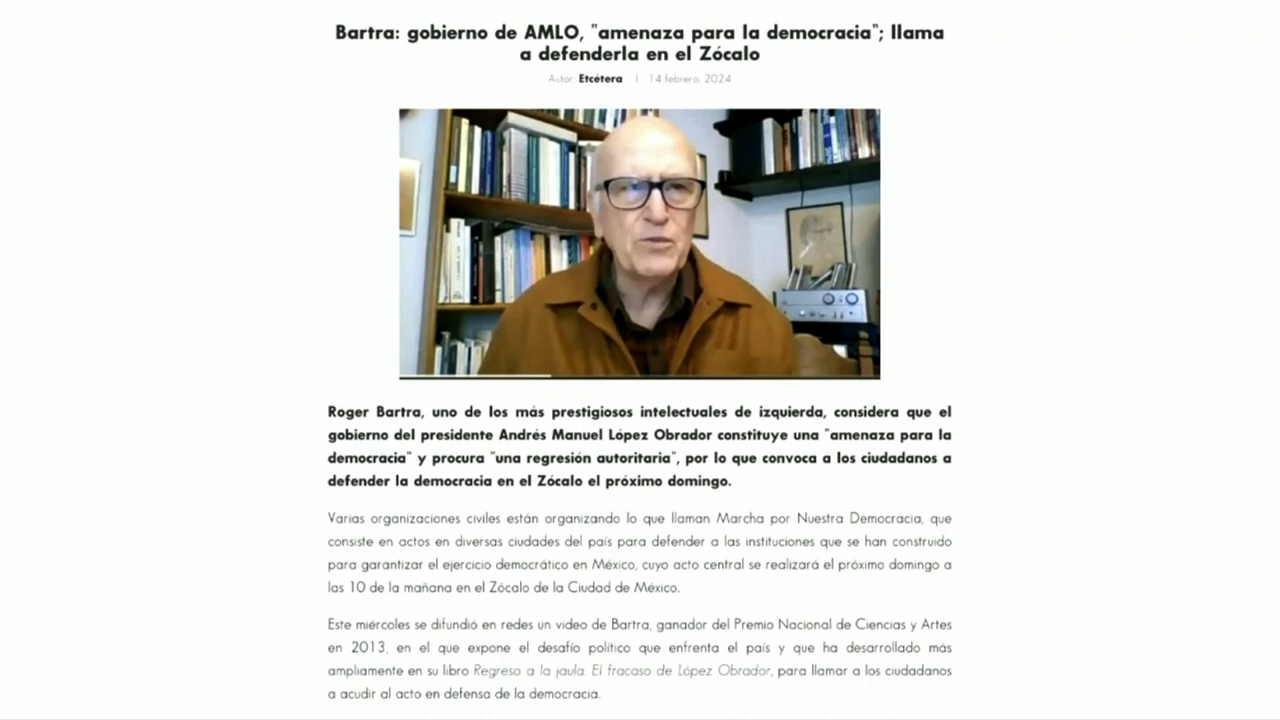 Bartra: gobierno de AMLO, "amenaza para la democracia"; llama
a defenderla en el Zócalo
Autor Etcétera | 14 febrero, 2024
Roger Bartra, uno de los más prestigiosos intelectuales de izquierda, considera que el
gobierno del presidente Andrés Manuel López Obrador constituye una "amenaza para la
democracia" y procura "una regresión autoritaria", por lo que convoca a los ciudadanos a
defender la democracia en el Zócalo el próximo domingo.
Varias organizaciones civiles están organizando lo que llaman Marcha por Nuestra Democracia, que
consiste en actos en diversas ciudades del país para defender a las instituciones que se han construido
para garantizar el ejercicio democrático en México, cuyo acto central se realizará el próximo domingo a
las 10 de la mañana en el Zócalo de la Ciudad de México.
Este miércoles se difundió en redes un video de Bartra, ganador del Premio Nacional de Ciencias y Artes
en 2013, en el que expone el desafío político que enfrenta el país y que ha desarrollado más
ampliamente en su libro Regreso a la jaula. El fracaso de López Obrador, para llamar a los ciudadanos
a acudir al acto en defensa de la democracia.